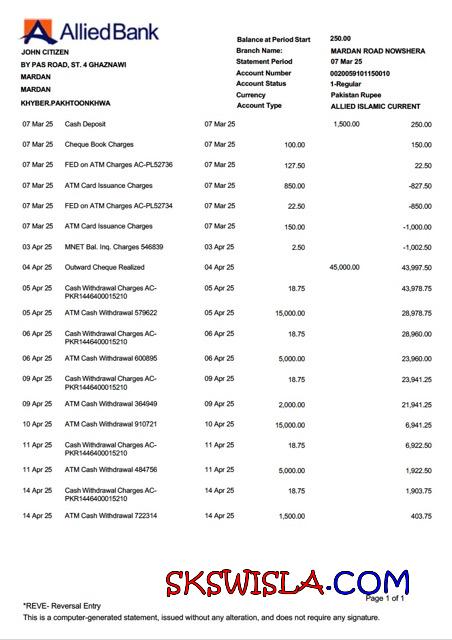 Allied Bank
JOHN CITIZEN
BY PAS ROAD, ST. 4 GHAZNAWI
MARDAN
MARDAN
KHYBER.PAKHTOONKHWA
Balance at Period Start 250.00
Branch Name: MARDAN ROAD NOWSHERA
Statement Period 07 Mar 25
Account Number 0020059101150010
Account Status 1-Regular
Currency Pakistan Rupee
Account Type ALLIED ISLAMIC CURRENT
07 Mar 25 Cash Deposit 07 Mar 25 1,500.00 250.00
07 Mar 25 Cheque Book Charges 07 Mar 25 100.00 150.00
07 Mar 25 FED on ATM Charges AC-PL52736 07 Mar 25 127.50 22.50
07 Mar 25 ATM Card Issuance Charges 07 Mar 25 850.00 -827.50
07 Mar 25 FED on ATM Charges AC-PL52734 07 Mar 25 22.50 -850.00
07 Mar 25 ATM Card Issuance Charges 07 Mar 25 150.00 -1,000.00
03 Apr 25 MNET Bal. Inq. Charges 546839 03 Apr 25 2.50 -1,002.50
04 Apr 25 Outward Cheque Realized 04 Apr 25 45,000.00 43,997.50
05 Apr 25 Cash Withdrawal Charges AC- 05 Apr 25 18.75 43,978.75
PKR1446400015210
05 Apr 25 ATM Cash Withdrawal 579622 05 Apr 25 15,000.00 28,978.75
06 Apr 25 Cash Withdrawal Charges AC- 06 Apr 25 18.75 28,960.00
PKR1446400015210
06 Apr 25 ATM Cash Withdrawal 600895 06 Apr 25 5,000.00 23,960.00
09 Apr 25 Cash Withdrawal Charges AC- 09 Apr 25 18.75 23,941.25
PKR1446400015210
09 Apr 25 ATM Cash Withdrawal 364949 09 Apr 25 2,000.00 21,941.25
10 Apr 25 ATM Cash Withdrawal 910721 10 Apr 25 15,000.00 6,941.25
11 Apr 25 Cash Withdrawal Charges AC- 11 Apr 25 18.75 6,922.50
PKR1446400015210
11 Apr 25 ATM Cash Withdrawal 484756 11 Apr 25 5,000.00 1,922.50
14 Apr 25 Cash Withdrawal Charges AC- 14 Apr 25 18.75 1,903.75
PKR1446400015210
14 Apr 25 ATM Cash Withdrawal 722314 14 Apr 25 1,500.00 403.75
SKSWISLA.COM
Page 1 of 1
*REVE- Reversal Entry
This is a computer-generated statement, issued without any alteration, and does not require any signature.